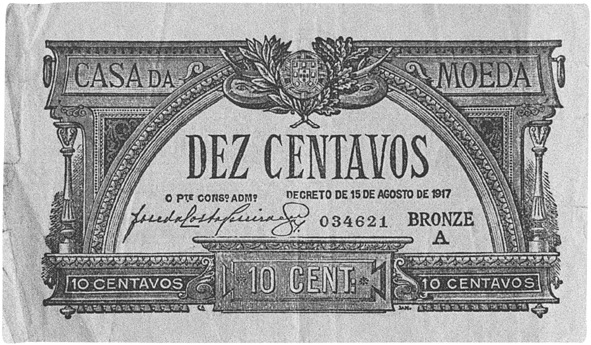 CASA DA MOEDA
DEZ CENTAVOS
O PTE CONSO. ADMO. DECRETO DE 15 DE AGOSTO DE 1917
034621 BRONZE
A
10 CENT.
10 CENTAVOS 10 CENTAVOS